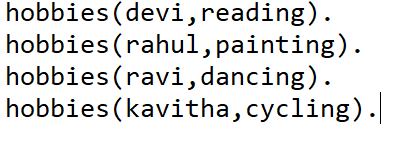 hobbies(devi,reading).
hobbies(rahul,painting).
hobbies(ravi,dancing).
hobbies(kavitha,cycling).